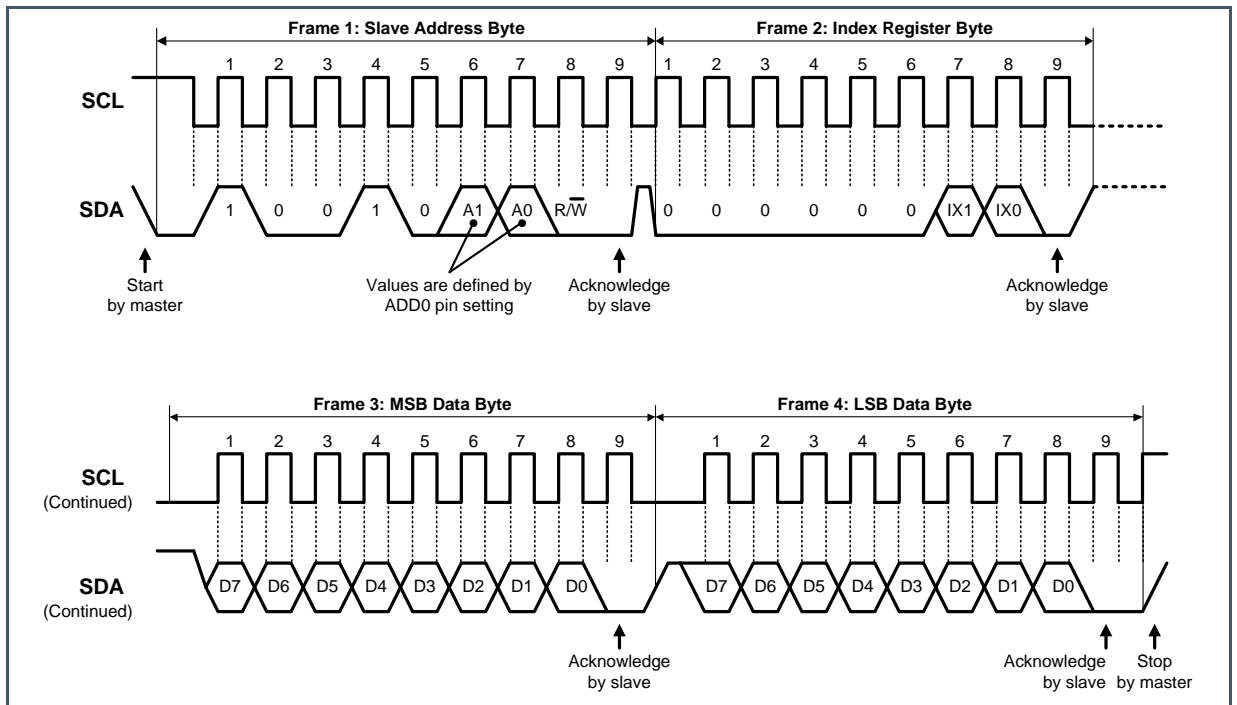 Frame 1: Slave Address Byte Frame 2: Index Register Byte
1 2 3 4 5 6 7 8 9 1 2 3 4 5 6 7 8 9
SCL
SDA 1 0 0 1 0 A1 A0 R/W̅ 0 0 0 0 0 0 IX1 IX0
Start Values are defined by Acknowledge Acknowledge
by master ADD0 pin setting by slave by slave
Frame 3: MSB Data Byte Frame 4: LSB Data Byte
1 2 3 4 5 6 7 8 9 1 2 3 4 5 6 7 8 9
SCL
(Continued)
SDA D7 D6 D5 D4 D3 D2 D1 D0 D7 D6 D5 D4 D3 D2 D1 D0
(Continued)
Acknowledge Acknowledge Stop
by slave by slave by master